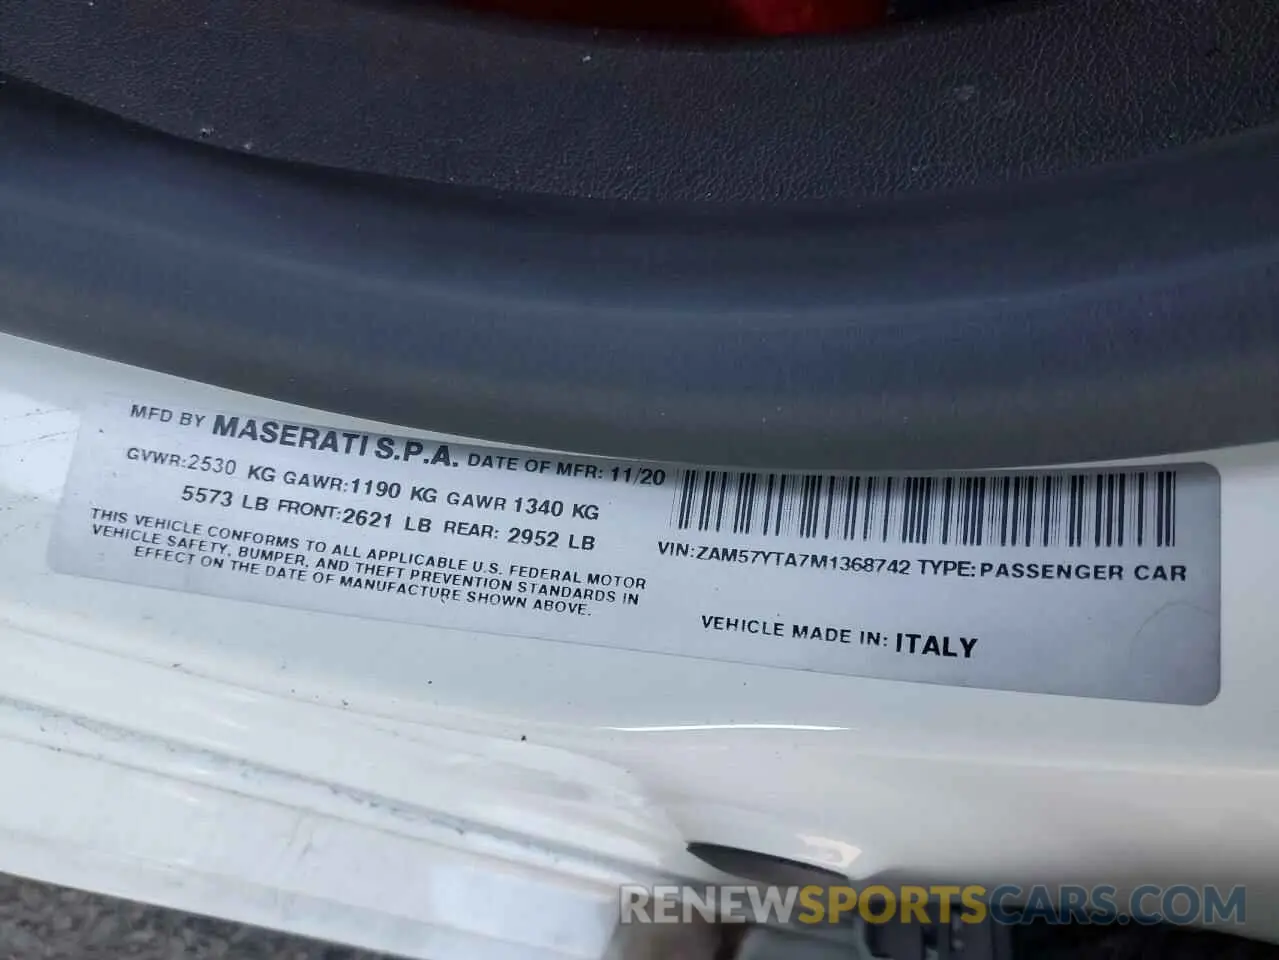 MFD BY MASERATI S.P.A. DATE OF MFR: 11/20
GVWR:2530 KG GAWR:1190 KG GAWR 1340 KG
5573 LB FRONT:2621 LB REAR: 2952 LB
THIS VEHICLE CONFORMS TO ALL APPLICABLE U.S. FEDERAL MOTOR
VEHICLE SAFETY, BUMPER, AND THEFT PREVENTION STANDARDS IN
EFFECT ON THE DATE OF MANUFACTURE SHOWN ABOVE.
VIN:ZAM57YTA7M1368742 TYPE:PASSENGER CAR
VEHICLE MADE IN: ITALY
RENEWSPORTSCARS.COM